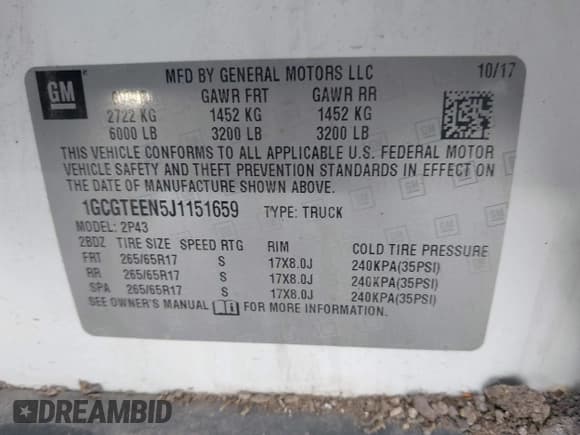 MFD BY GENERAL MOTORS LLC 10/17
GM GAWR FRT GAWR RR
2722 KG 1452 KG 1452 KG
6000 LB 3200 LB 3200 LB
THIS VEHICLE CONFORMS TO ALL APPLICABLE U.S. FEDERAL MOTOR
VEHICLE SAFETY AND THEFT PREVENTION STANDARDS IN EFFECT ON
THE DATE OF MANUFACTURE SHOWN ABOVE.
1GCGTEEN5J1151659 TYPE: TRUCK
MODEL: 2P43
2BDZ TIRE SIZE SPEED RTG RIM COLD TIRE PRESSURE
FRT 265/65R17 S 17X8.0J 240KPA(35PSI)
RR 265/65R17 S 17X8.0J 240KPA(35PSI)
SPA 265/65R17 S 17X8.0J 240KPA(35PSI)
SEE OWNER'S MANUAL FOR MORE INFORMATION.
DREAMBID